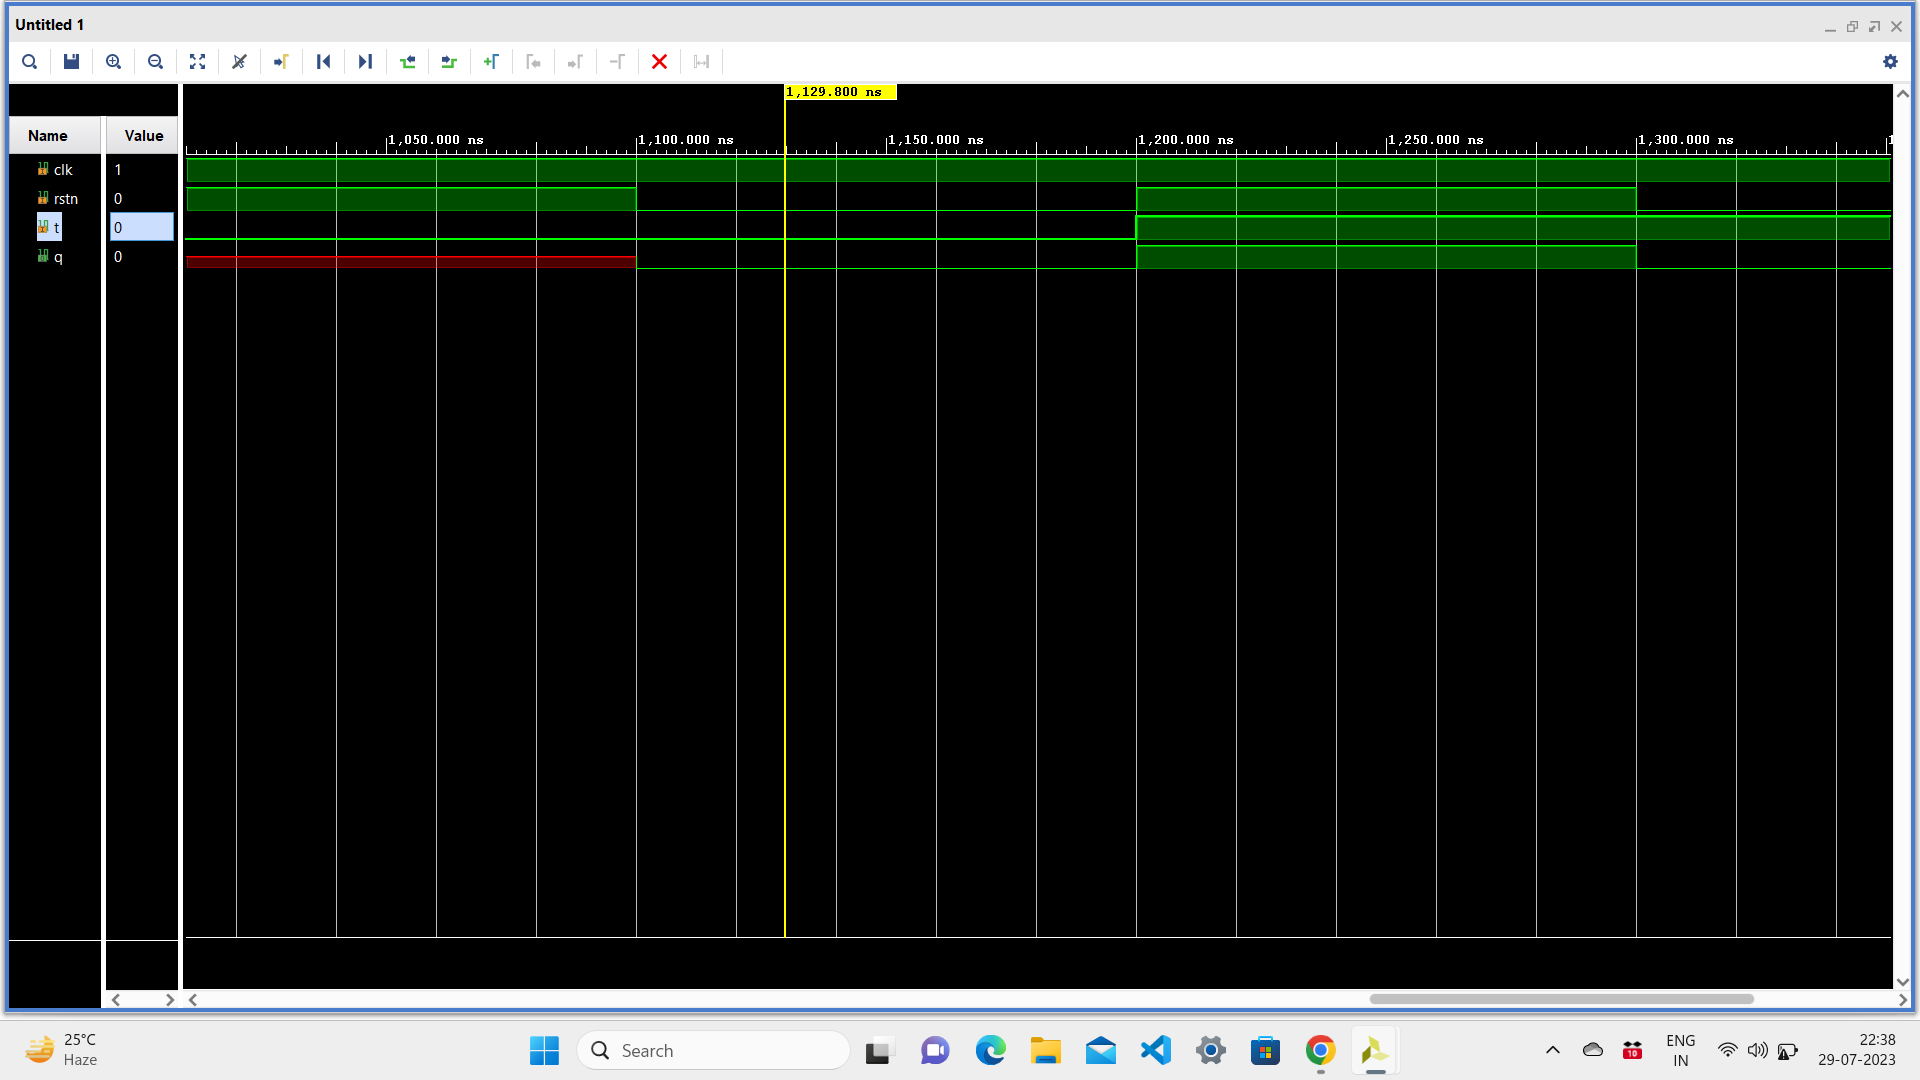 Untitled 1
1,129.800 ns
Name
Value
1,050.000 ns
1,100.000 ns
1,150.000 ns
1,200.000 ns
1,250.000 ns
1,300.000 ns
clk
1
rstn
0
t
0
q
0
25°C
Haze
Search
10
ENG
IN
22:38
29-07-2023